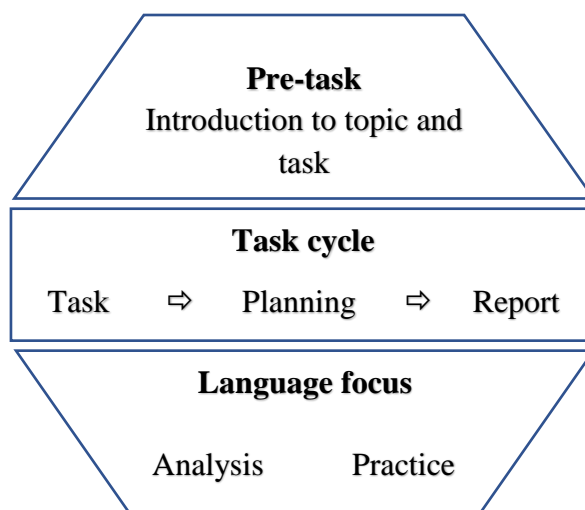 Pre-task
Introduction to topic and
task
Task cycle
Task ⇨ Planning ⇨ Report
Language focus
Analysis Practice